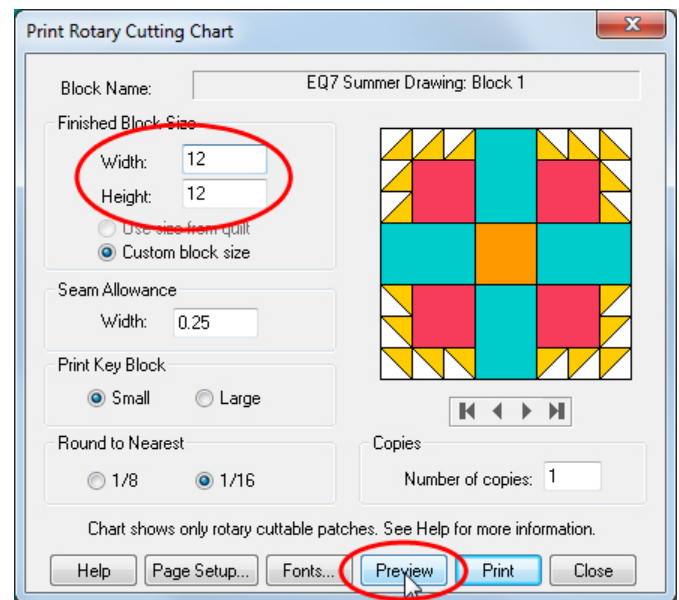 Print Rotary Cutting Chart
Block Name: EQ7 Summer Drawing: Block 1
Finished Block Size
Width: 12
Height: 12
Use size from quilt
Custom block size
Seam Allowance
Width: 0.25
Print Key Block
Small Large
Round to Nearest
1/8 1/16
Copies
Number of copies: 1
Chart shows only rotary cuttable patches. See Help for more information.
Help Page Setup... Fonts... Preview Print Close